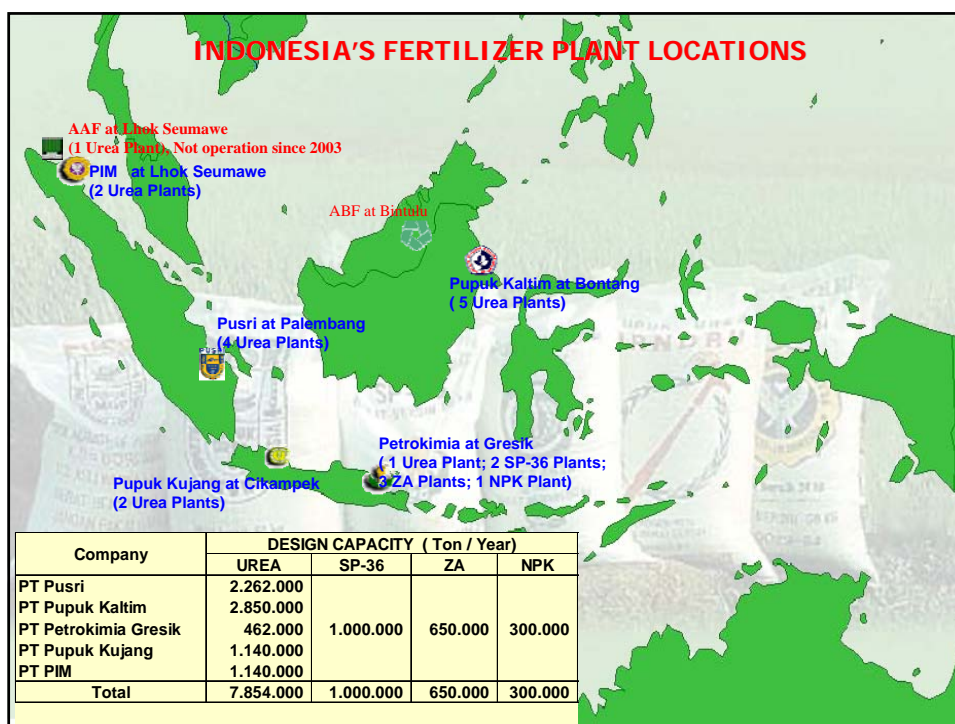 INDONESIA'S FERTILIZER PLANT LOCATIONS
AAF at Lhok Seumawe
(1 Urea Plant), Not operation since 2003
PIM at Lhok Seumawe
(2 Urea Plants)
ABF at Bintulu
Pupuk Kaltim at Bontang
( 5 Urea Plants)
Pusri at Palembang
(4 Urea Plants)
PUSRI
Petrokimia at Gresik
( 1 Urea Plant; 2 SP-36 Plants;
3 ZA Plants; 1 NPK Plant)
Pupuk Kujang at Cikampek
(2 Urea Plants)
Company DESIGN CAPACITY ( Ton / Year)
UREA SP-36 ZA NPK
PT Pusri 2.262.000
PT Pupuk Kaltim 2.850.000
PT Petrokimia Gresik 462.000 1.000.000 650.000 300.000
PT Pupuk Kujang 1.140.000
PT PIM 1.140.000
Total 7.854.000 1.000.000 650.000 300.000